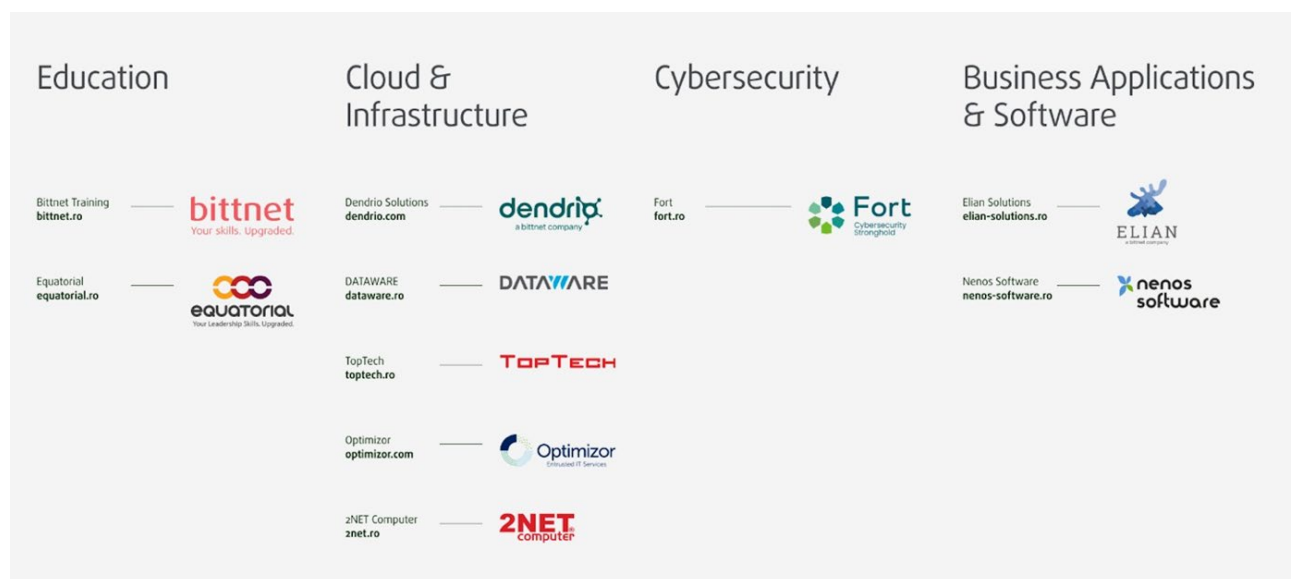 Education
Bittnet Training
bittnet.ro
bittnet
Your skills. Upgraded.
Equatorial
equatorial.ro
equatorial
Your Leadership Skills. Upgraded.
Cloud &
Infrastructure
Dendrio Solutions
dendrio.com
dendrio
a bittnet company
DATAWARE
dataware.ro
DATAWARE
TopTech
toptech.ro
TopTech
Optimizor
optimizor.com
Optimizor
Entrusted IT Services
2NET Computer
2net.ro
2NET
computer
Cybersecurity
Fort
fort.ro
Fort
Cybersecurity
Stronghold
Business Applications
& Software
Elian Solutions
elian-solutions.ro
ELIAN
a bittnet company
Nenos Software
nenos-software.ro
nenos
software